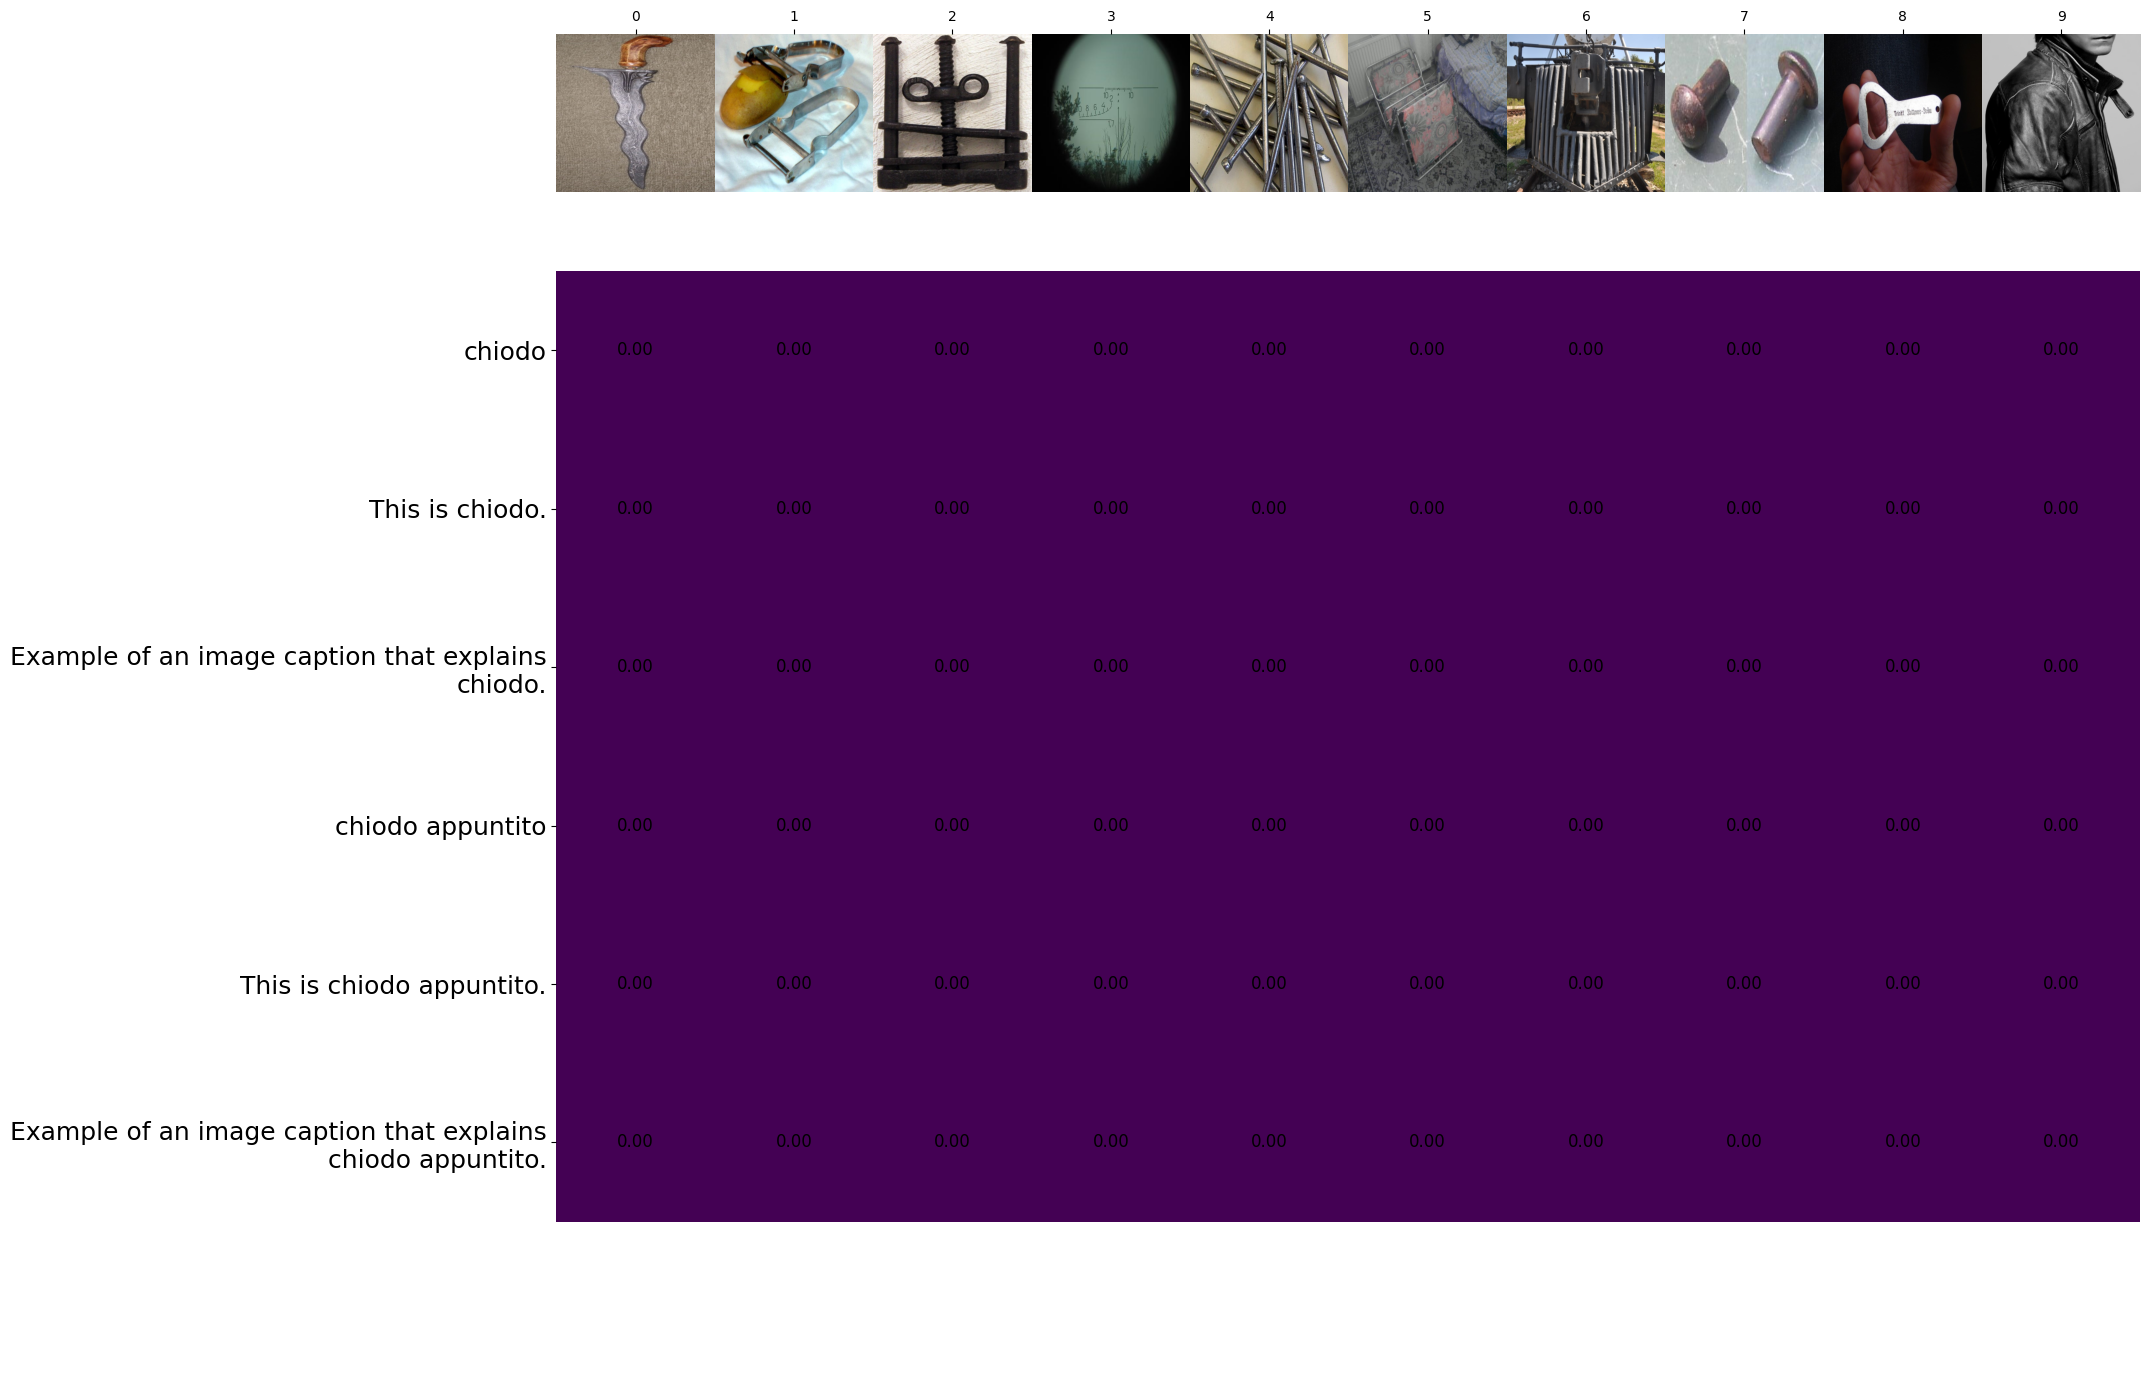 0 1 2 3 4 5 6 7 8 9
chiodo 0.00 0.00 0.00 0.00 0.00 0.00 0.00 0.00 0.00 0.00
This is chiodo. 0.00 0.00 0.00 0.00 0.00 0.00 0.00 0.00 0.00 0.00
Example of an image caption that explains
chiodo. 0.00 0.00 0.00 0.00 0.00 0.00 0.00 0.00 0.00 0.00
chiodo appuntito 0.00 0.00 0.00 0.00 0.00 0.00 0.00 0.00 0.00 0.00
This is chiodo appuntito. 0.00 0.00 0.00 0.00 0.00 0.00 0.00 0.00 0.00 0.00
Example of an image caption that explains
chiodo appuntito. 0.00 0.00 0.00 0.00 0.00 0.00 0.00 0.00 0.00 0.00